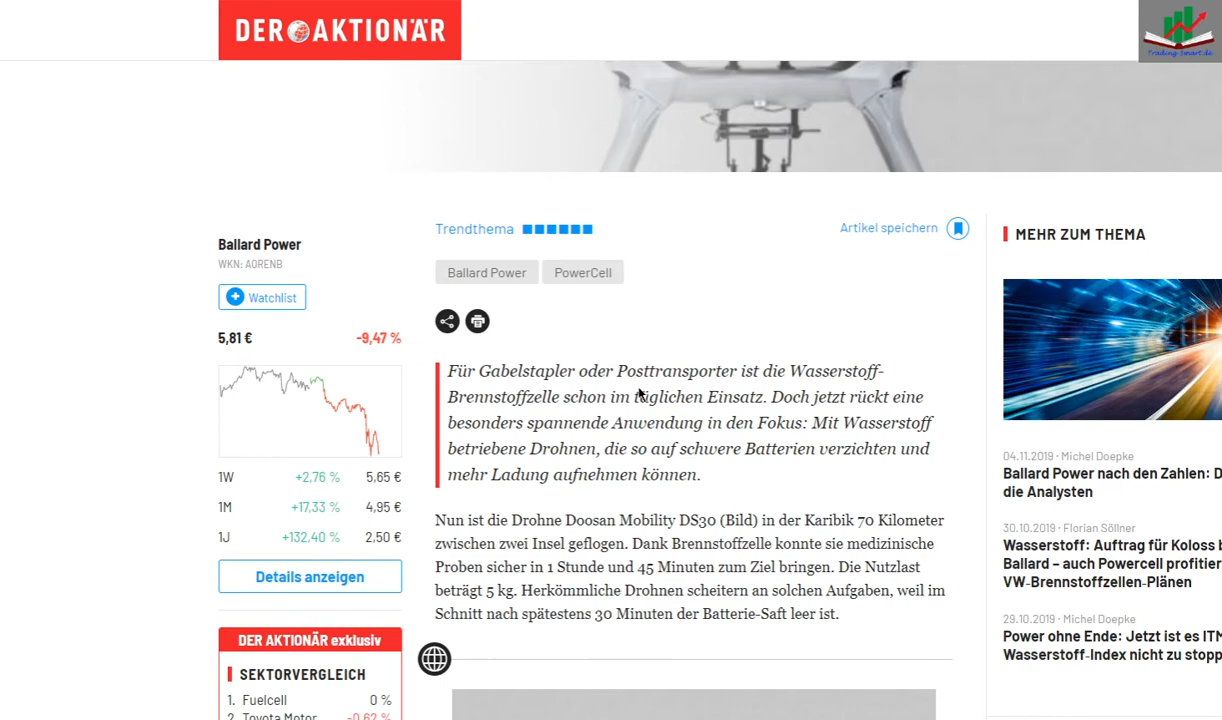 DER AKTIONÄR
Trading-Smart.de
Ballard Power
WKN: A0RENB
Watchlist
5,81 € -9,47 %
1W +2,76 % 5,65 €
1M +17,33 % 4,95 €
1J +132,40 % 2,50 €
Details anzeigen
DER AKTIONÄR exklusiv
SEKTORVERGLEICH
1. Fuelcell 0 %
2. Toyota Motor -0,62 %
Trendthema
Artikel speichern
Ballard Power PowerCell
Für Gabelstapler oder Posttransporter ist die Wasserstoff-
Brennstoffzelle schon im täglichen Einsatz. Doch jetzt rückt eine
besonders spannende Anwendung in den Fokus: Mit Wasserstoff
betriebene Drohnen, die so auf schwere Batterien verzichten und
mehr Ladung aufnehmen können.
Nun ist die Drohne Doosan Mobility DS30 (Bild) in der Karibik 70 Kilometer
zwischen zwei Insel geflogen. Dank Brennstoffzelle konnte sie medizinische
Proben sicher in 1 Stunde und 45 Minuten zum Ziel bringen. Die Nutzlast
beträgt 5 kg. Herkömmliche Drohnen scheitern an solchen Aufgaben, weil im
Schnitt nach spätestens 30 Minuten der Batterie-Saft leer ist.
MEHR ZUM THEMA
04.11.2019 · Michel Doepke
Ballard Power nach den Zahlen: D
die Analysten
30.10.2019 · Florian Söllner
Wasserstoff: Auftrag für Koloss b
Ballard – auch Powercell profitier
VW-Brennstoffzellen-Plänen
29.10.2019 · Michel Doepke
Power ohne Ende: Jetzt ist es ITM
Wasserstoff-Index nicht zu stopp